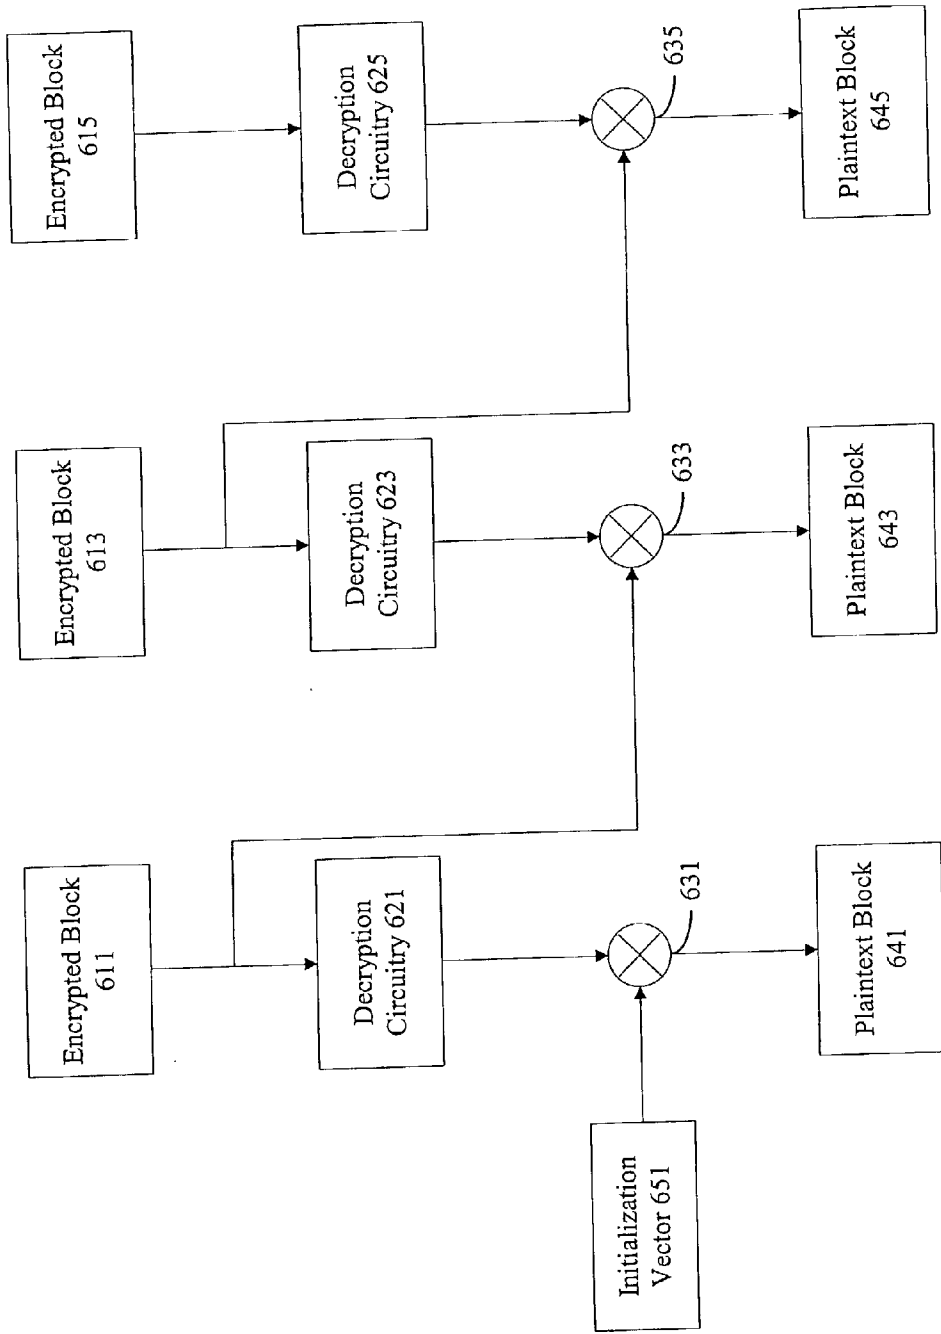 Encrypted Block
611
Encrypted Block
613
Encrypted Block
615
Decryption
Circuitry 621
Decryption
Circuitry 623
Decryption
Circuitry 625
Initialization
Vector 651
631
633
635
Plaintext Block
641
Plaintext Block
643
Plaintext Block
645